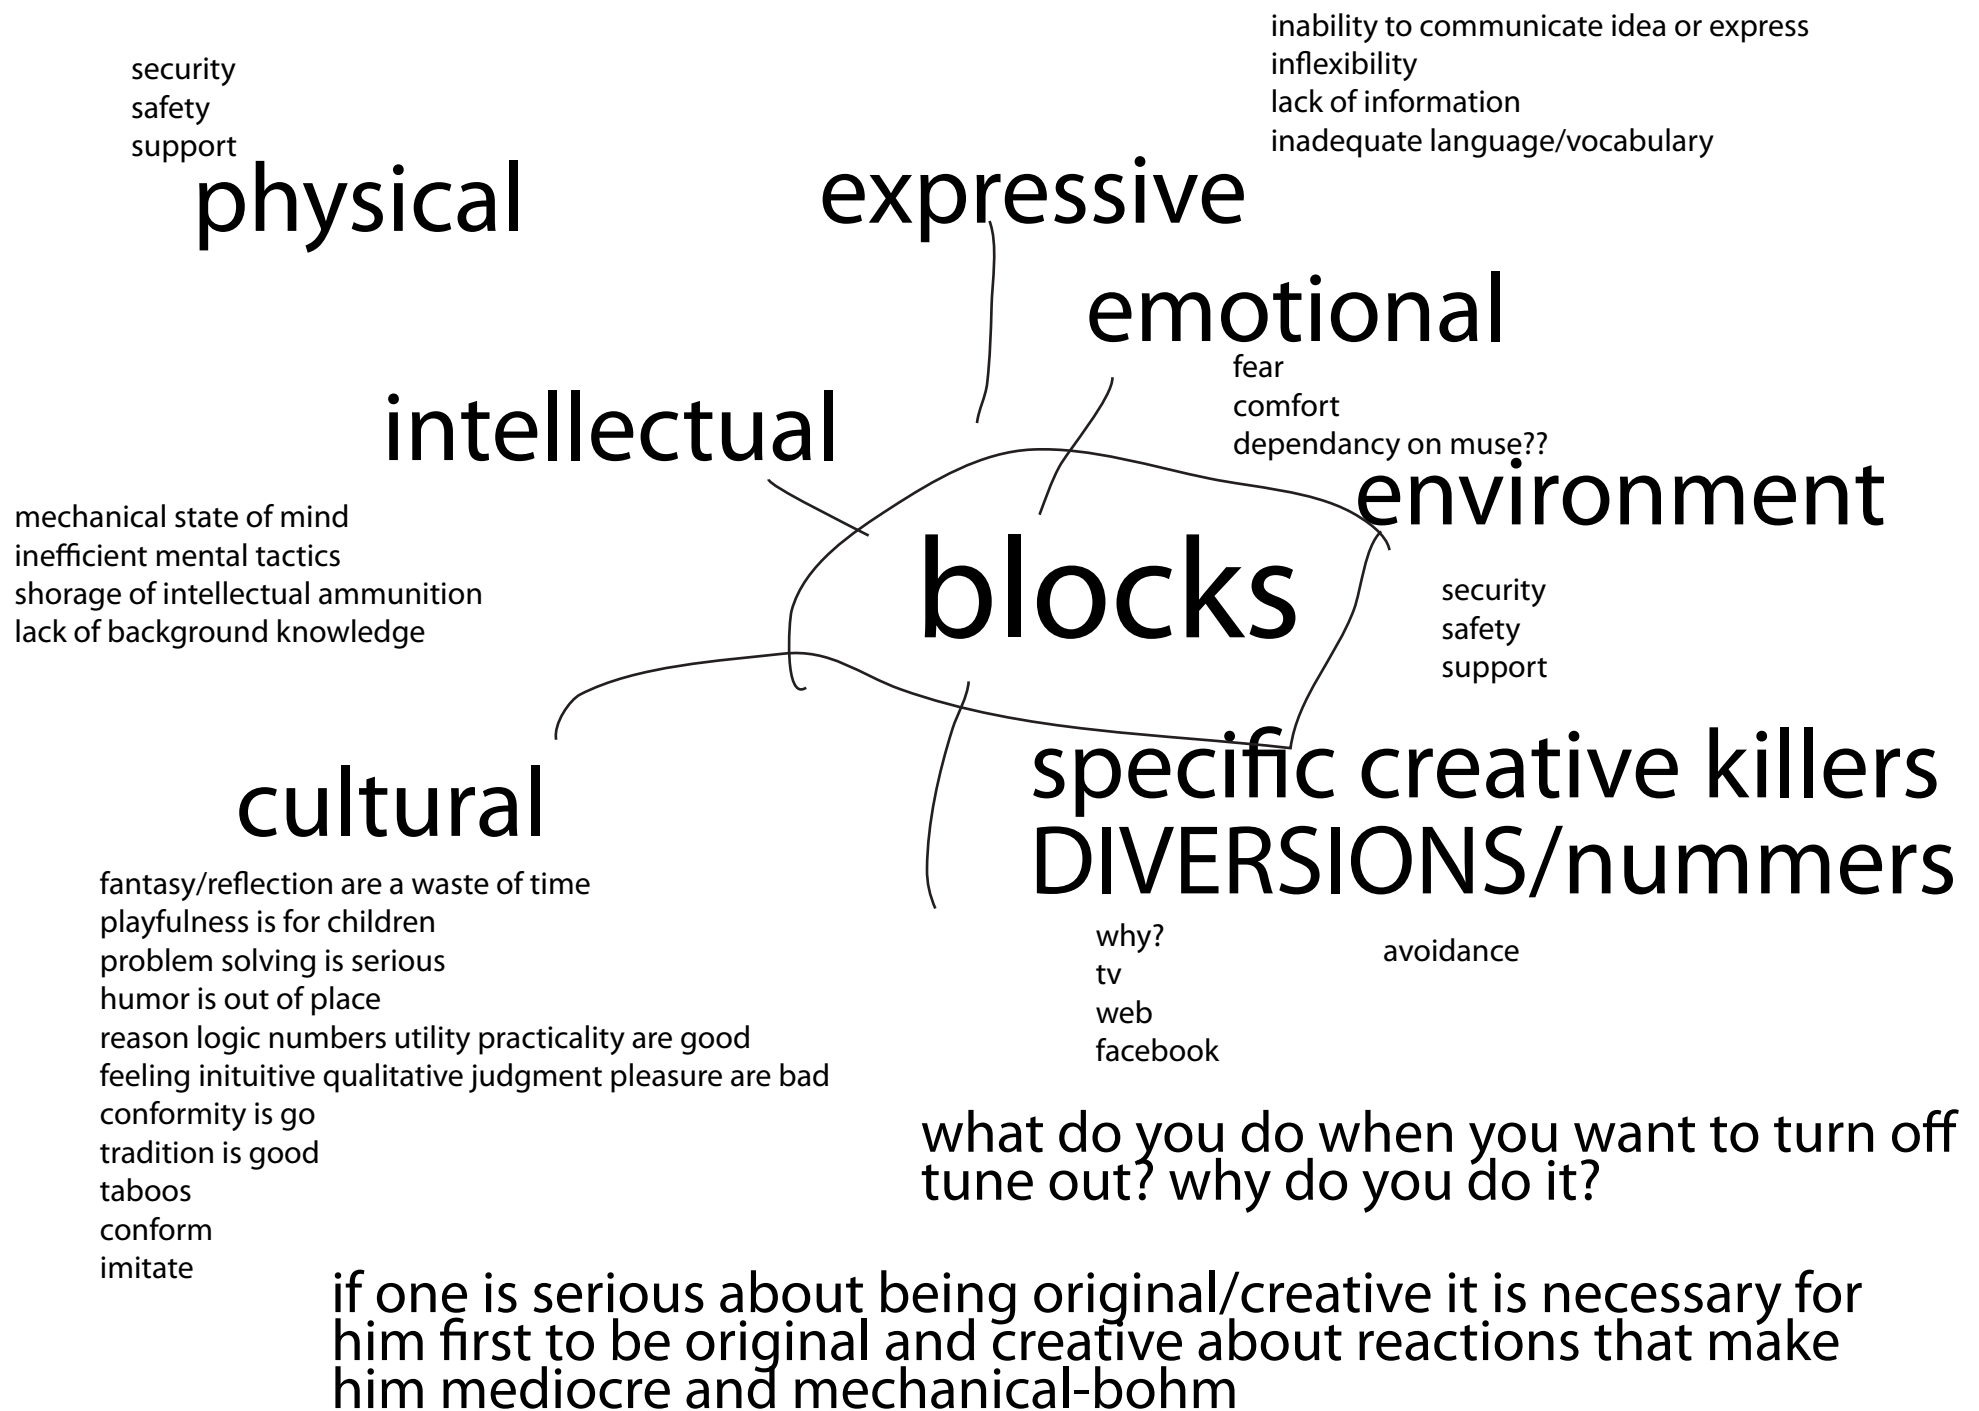 security
safety
support
physical
expressive
inability to communicate idea or express
inflexibility
lack of information
inadequate language/vocabulary
emotional
fear
comfort
dependancy on muse??
intellectual
mechanical state of mind
inefficient mental tactics
shorage of intellectual ammunition
lack of background knowledge
environment
security
safety
support
blocks
cultural
fantasy/reflection are a waste of time
playfulness is for children
problem solving is serious
humor is out of place
reason logic numbers utility practicality are good
feeling inituitive qualitative judgment pleasure are bad
conformity is go
tradition is good
taboos
conform
imitate
specific creative killers
DIVERSIONS/nummers
why?
tv
web
facebook
avoidance
what do you do when you want to turn off
tune out? why do you do it?
if one is serious about being original/creative it is necessary for
him first to be original and creative about reactions that make
him mediocre and mechanical-bohm